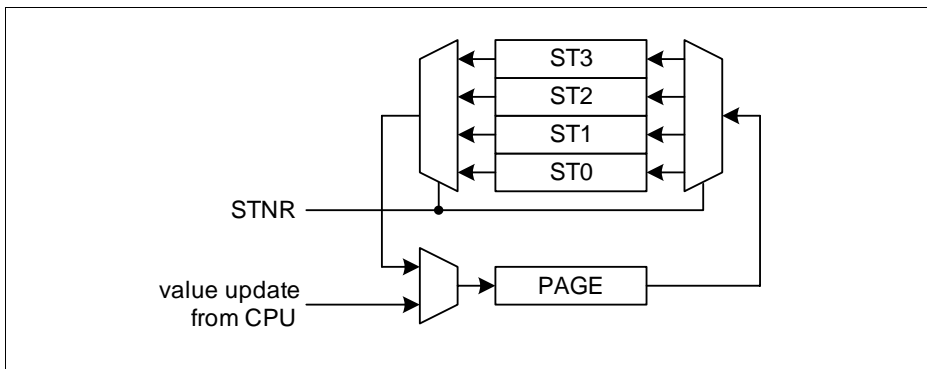 ST3
ST2
ST1
ST0
STNR
value update
from CPU
PAGE